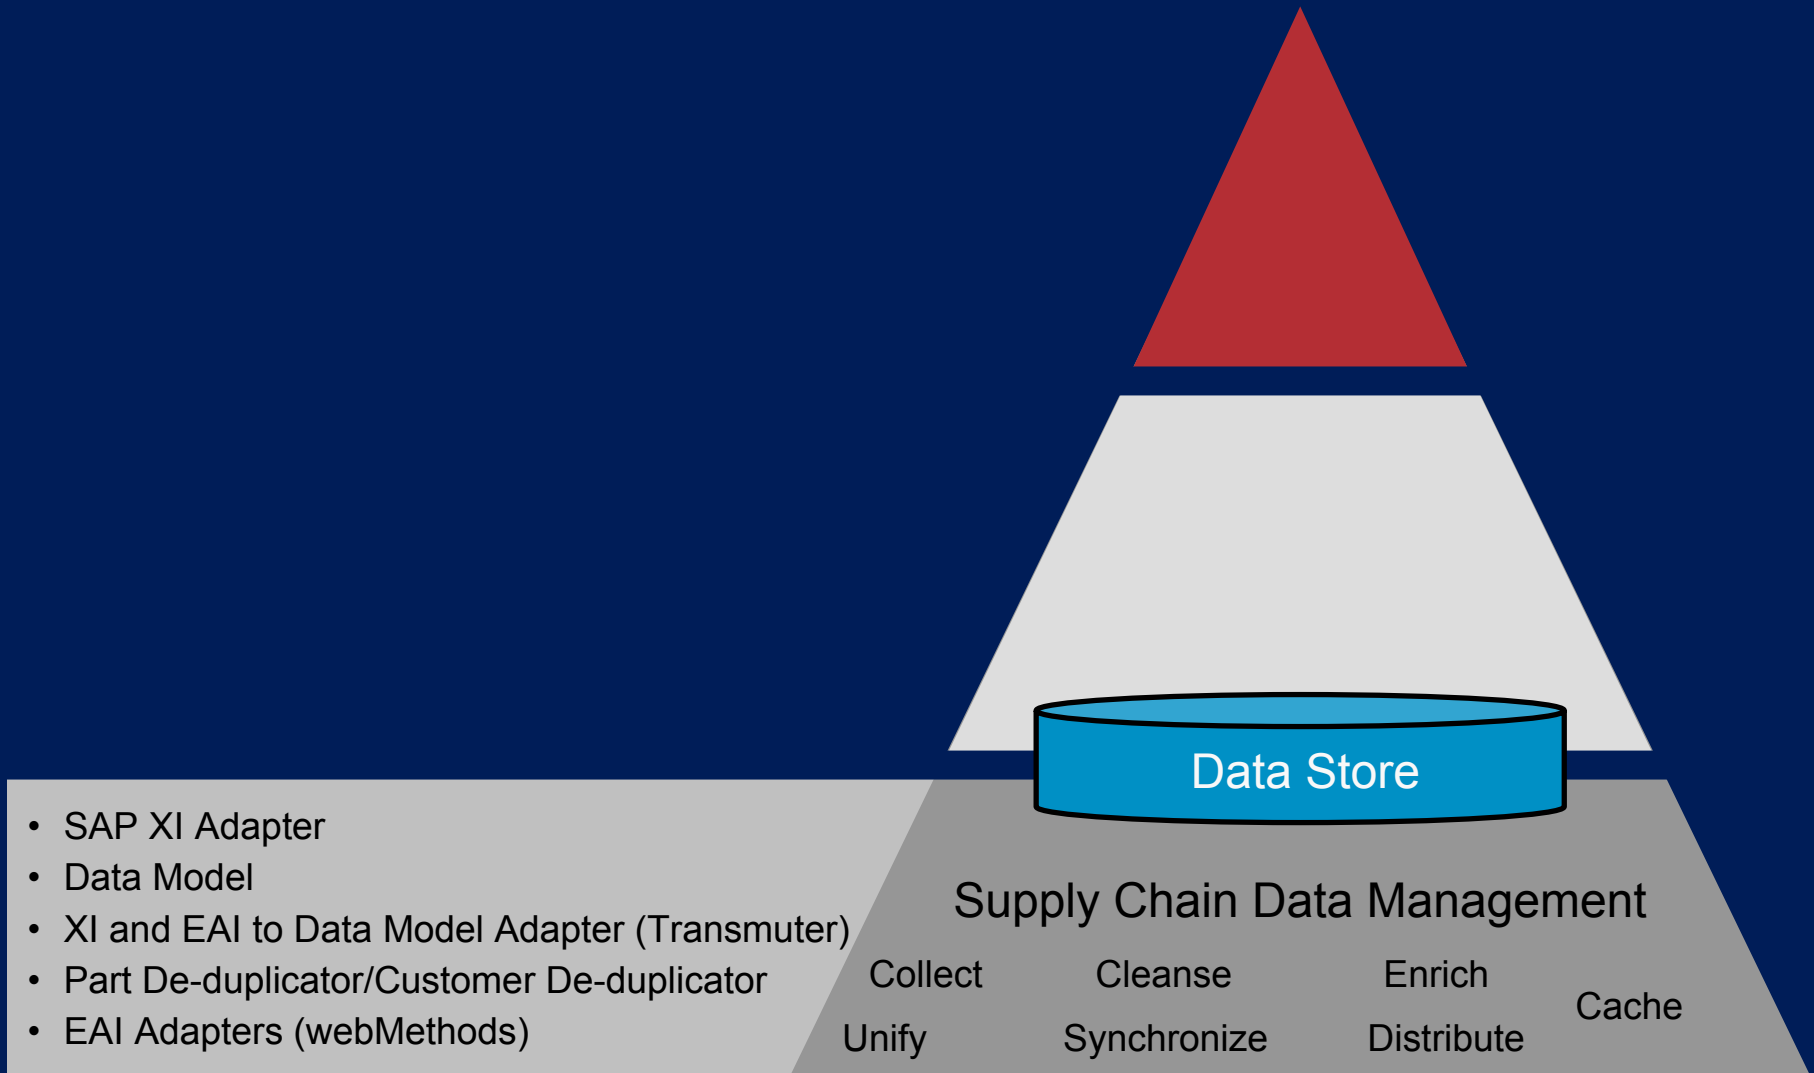 Data Store
• SAP XI Adapter
• Data Model
• XI and EAI to Data Model Adapter (Transmuter)
• Part De-duplicator/Customer De-duplicator
• EAI Adapters (webMethods)
Supply Chain Data Management
Collect Cleanse Enrich
Cache
Unify Synchronize Distribute